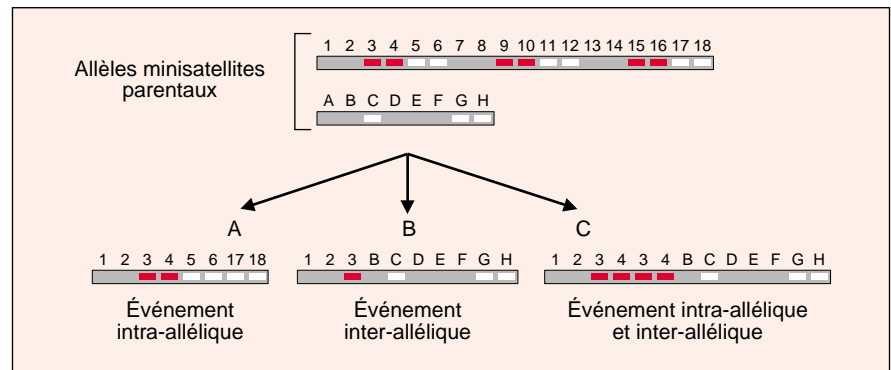 1 2 3 4 5 6 7 8 9 10 11 12 13 14 15 16 17 18
Allèles minisatellites
parentaux
A B C D E F G H
A
B
C
1 2 3 4 5 6 17 18
1 2 3 B C D E F G H
1 2 3 4 3 4 B C D E F G H
Événement
intra-allélique
Événement
inter-allélique
Événement intra-allélique
et inter-allélique